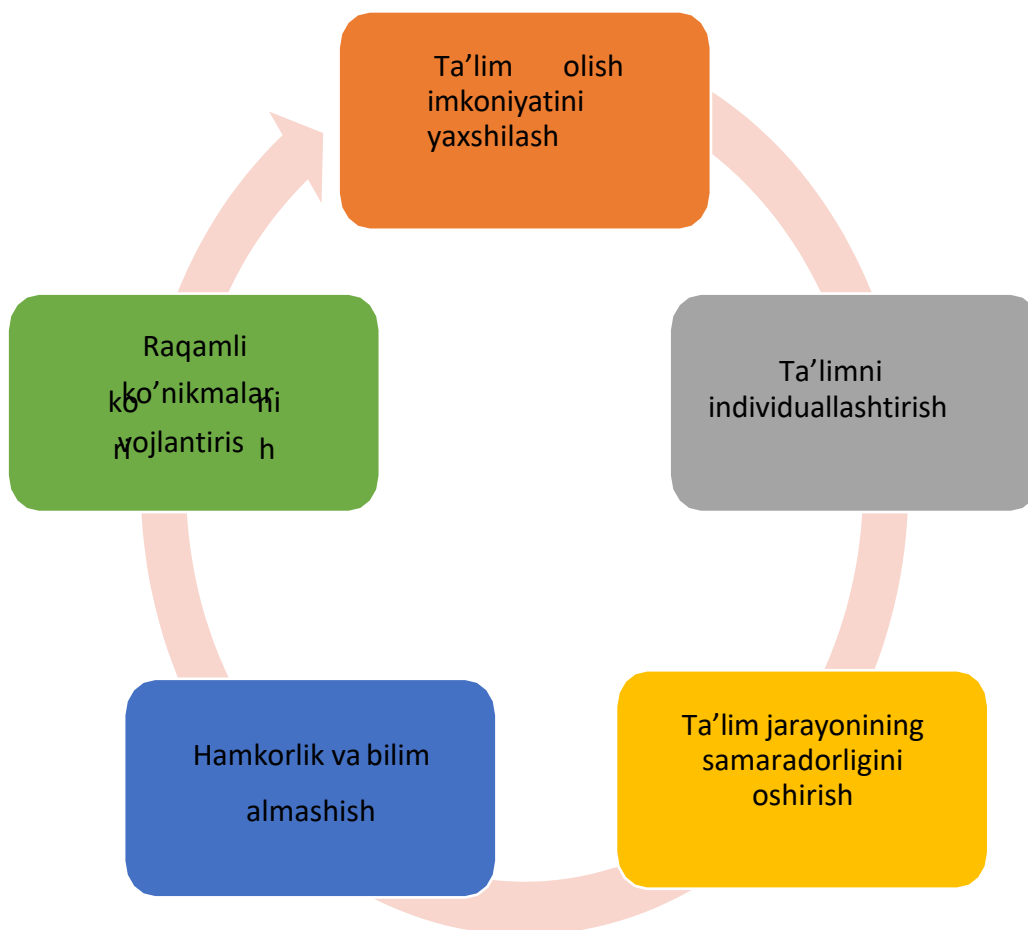 Ta’lim olish
imkoniyatini
yaxshilash
Ta’limni
individuallashtirish
Ta’lim jarayonining
samaradorligini
oshirish
Hamkorlik va bilim
almashish
Raqamli
ko’nikmalar
ni
h